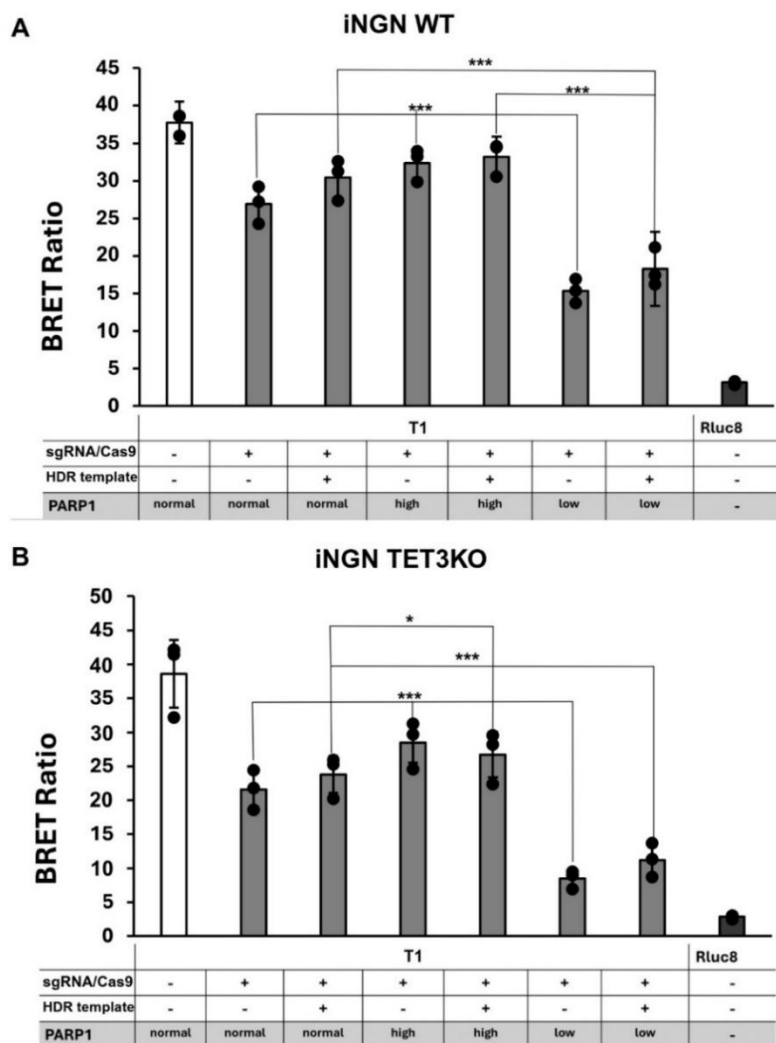 A
iNGN WT
BRET Ratio
45
40
35
30
25
20
15
10
5
0
***
***
***
T1 Rluc8
sgRNA/Cas9 - + + + + + + -
HDR template - - + - + - + -
PARP1 normal normal normal high high low low -
B
iNGN TET3KO
BRET Ratio
50
45
40
35
30
25
20
15
10
5
0
*
***
***
T1 Rluc8
sgRNA/Cas9 - + + + + + + -
HDR template - - + - + - + -
PARP1 normal normal normal high high low low -